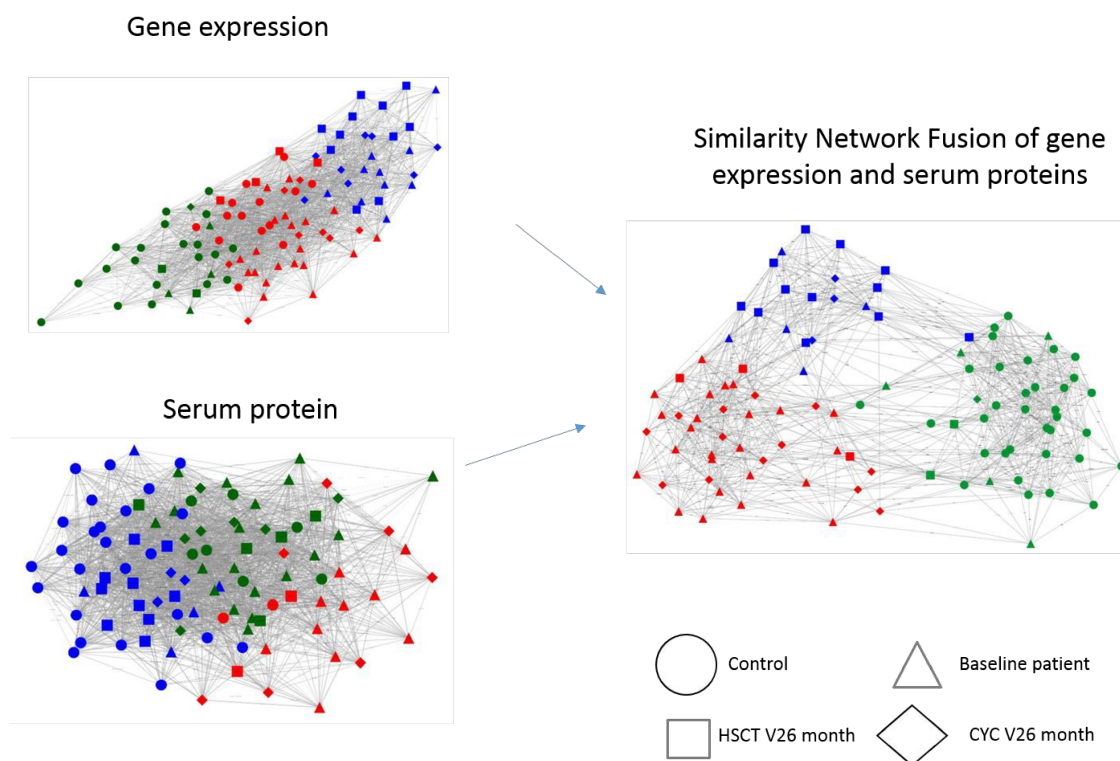 Gene expression
Similarity Network Fusion of gene
expression and serum proteins
Serum protein
Control
Baseline patient
HSCT V26 month
CYC V26 month